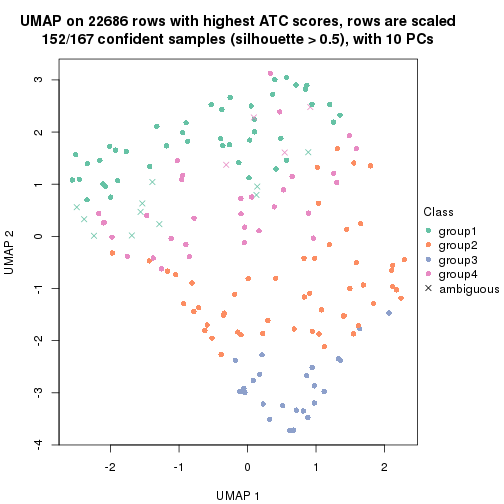 UMAP on 22686 rows with highest ATC scores, rows are scaled
152/167 confident samples (silhouette > 0.5), with 10 PCs
3
2
1
0
-1
-2
-3
-4
UMAP 2
-2
-1
0
1
2
UMAP 1
Class
group1
group2
group3
group4
ambiguous